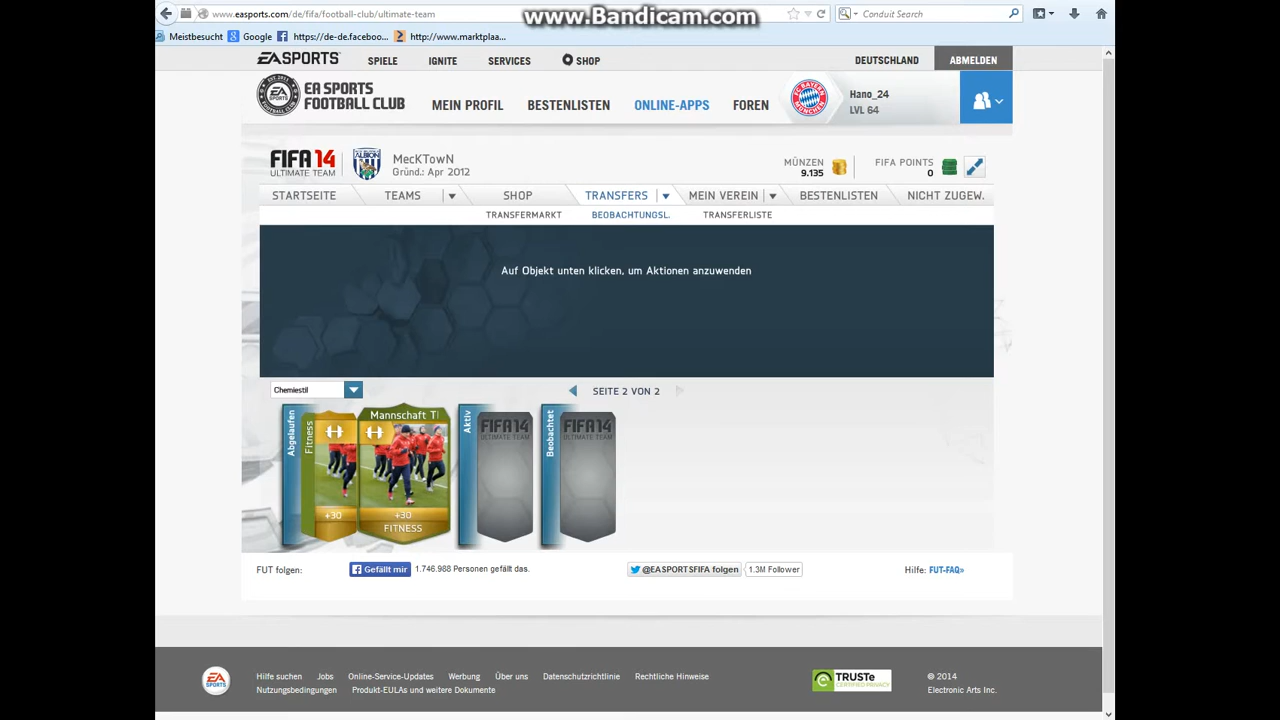 www.easports.com/de/fifa/football-club/ultimate-team
www.Bandicam.com
Conduit Search
Meistbesucht
Google
https://de-de.faceboo...
http://www.marktplaa...
EA SPORTS
SPIELE
IGNITE
SERVICES
SHOP
DEUTSCHLAND
ABMELDEN
EA SPORTS
FOOTBALL CLUB
MEIN PROFIL
BESTENLISTEN
ONLINE-APPS
FOREN
Hano_24
LVL 64
FIFA 14
ULTIMATE TEAM
MecKTowN
Gründ.: Apr 2012
MÜNZEN
9.135
FIFA POINTS
0
STARTSEITE
TEAMS
SHOP
TRANSFERS
MEIN VEREIN
BESTENLISTEN
NICHT ZUGEW.
TRANSFERMARKT
BEOBACHTUNGSL.
TRANSFERLISTE
Auf Objekt unten klicken, um Aktionen anzuwenden
Chemiestil
SEITE 2 VON 2
Abgelaufen
Fitness
+30
Mannschaft Ti
+30
FITNESS
Aktiv
FIFA14
ULTIMATE TEAM
Beobachtet
FIFA14
ULTIMATE TEAM
FUT folgen:
Gefällt mir
1.746.988 Personen gefällt das.
@EASPORTSFIFA folgen
1.3M Follower
Hilfe: FUT-FAQ»
EA SPORTS
Hilfe suchen
Jobs
Online-Service-Updates
Werbung
Über uns
Datenschutzrichtlinie
Rechtliche Hinweise
Nutzungsbedingungen
Produkt-EULAs und weitere Dokumente
TRUSTe
CERTIFIED PRIVACY
© 2014
Electronic Arts Inc.